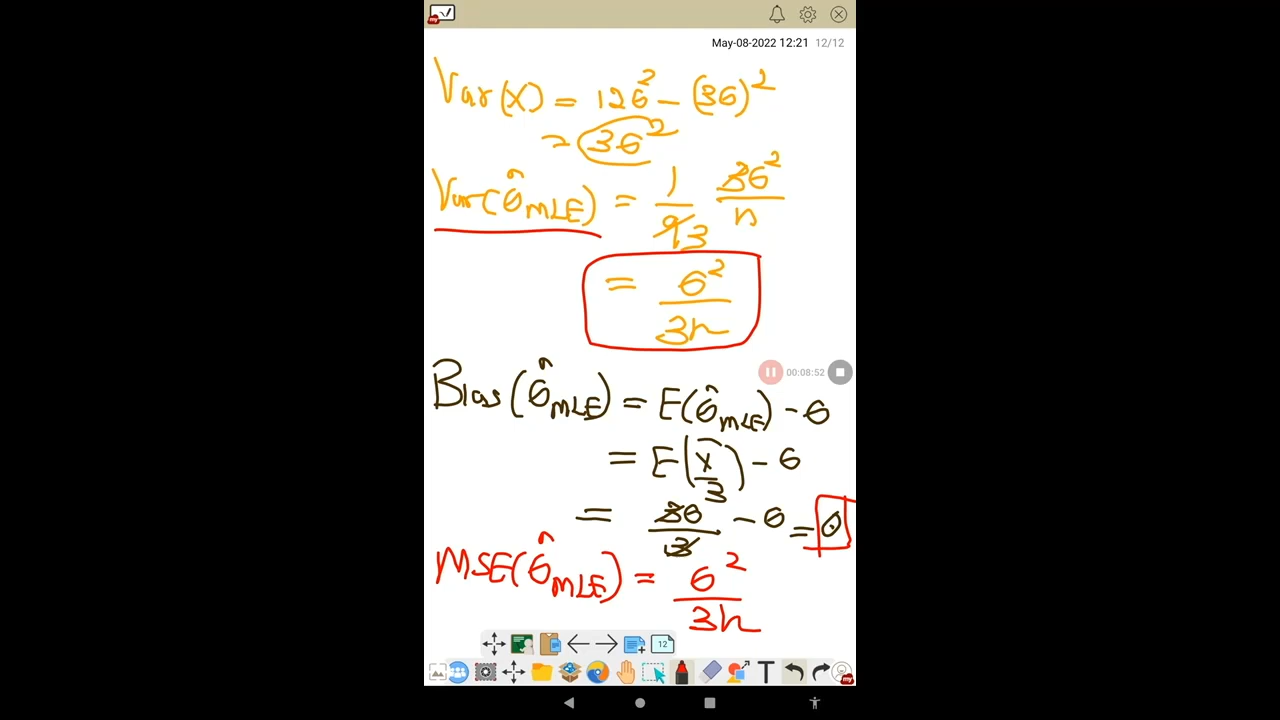 May-08-2022 12:21 12/12
Var(X) = 12θ² − (3θ)²
= 3θ²
Var(θ̂MLE) = 1/9 3 3θ²/n
= θ²/3n
00:08:52
Bias(θ̂MLE) = E(θ̂MLE) − θ
= E(X̄/3) − θ
= 3θ/3 − θ = 0
MSE(θ̂MLE) = θ²/3n
12
T